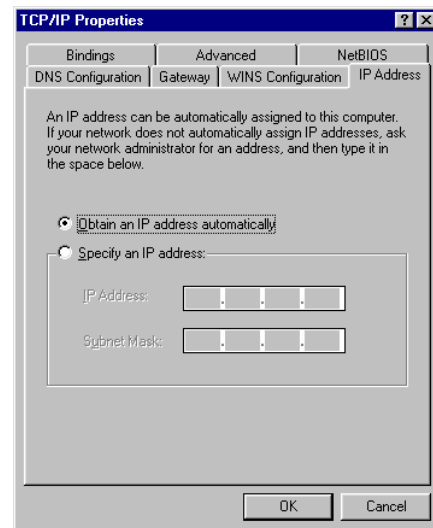 TCP/IP Properties
Bindings Advanced NetBIOS
DNS Configuration Gateway WINS Configuration IP Address
An IP address can be automatically assigned to this computer.
If your network does not automatically assign IP addresses, ask
your network administrator for an address, and then type it in
the space below.
Obtain an IP address automatically
Specify an IP address:
IP Address:
Subnet Mask:
OK Cancel